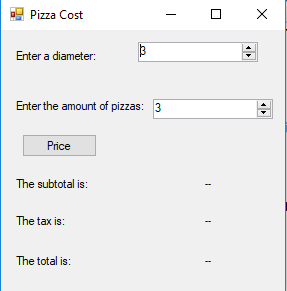 Pizza Cost
Enter a diameter: 3
Enter the amount of pizzas: 3
Price
The subtotal is: --
The tax is: --
The total is: --